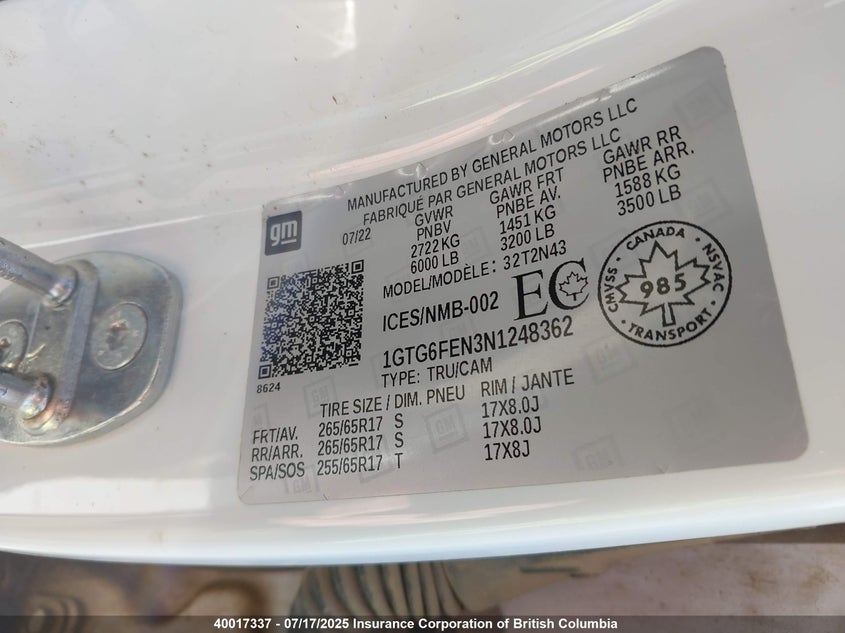 MANUFACTURED BY GENERAL MOTORS LLC
FABRIQUÉ PAR GENERAL MOTORS LLC
gm
07/22
GVWR GAWR FRT GAWR RR
PNBV PNBE AV. PNBE ARR.
2722 KG 1451 KG 1588 KG
6000 LB 3200 LB 3500 LB
MODEL/MODÈLE: 32T2N43
ICES/NMB-002 EC
CANADA
CMVSS 985 NSVAC
TRANSPORT
1GTG6FEN3N1248362
8624
TYPE: TRU/CAM
TIRE SIZE / DIM. PNEU RIM / JANTE
FRT/AV. 265/65R17 S 17X8.0J
RR/ARR. 265/65R17 S 17X8.0J
SPA/SOS 255/65R17 T 17X8J
40017337 - 07/17/2025 Insurance Corporation of British Columbia